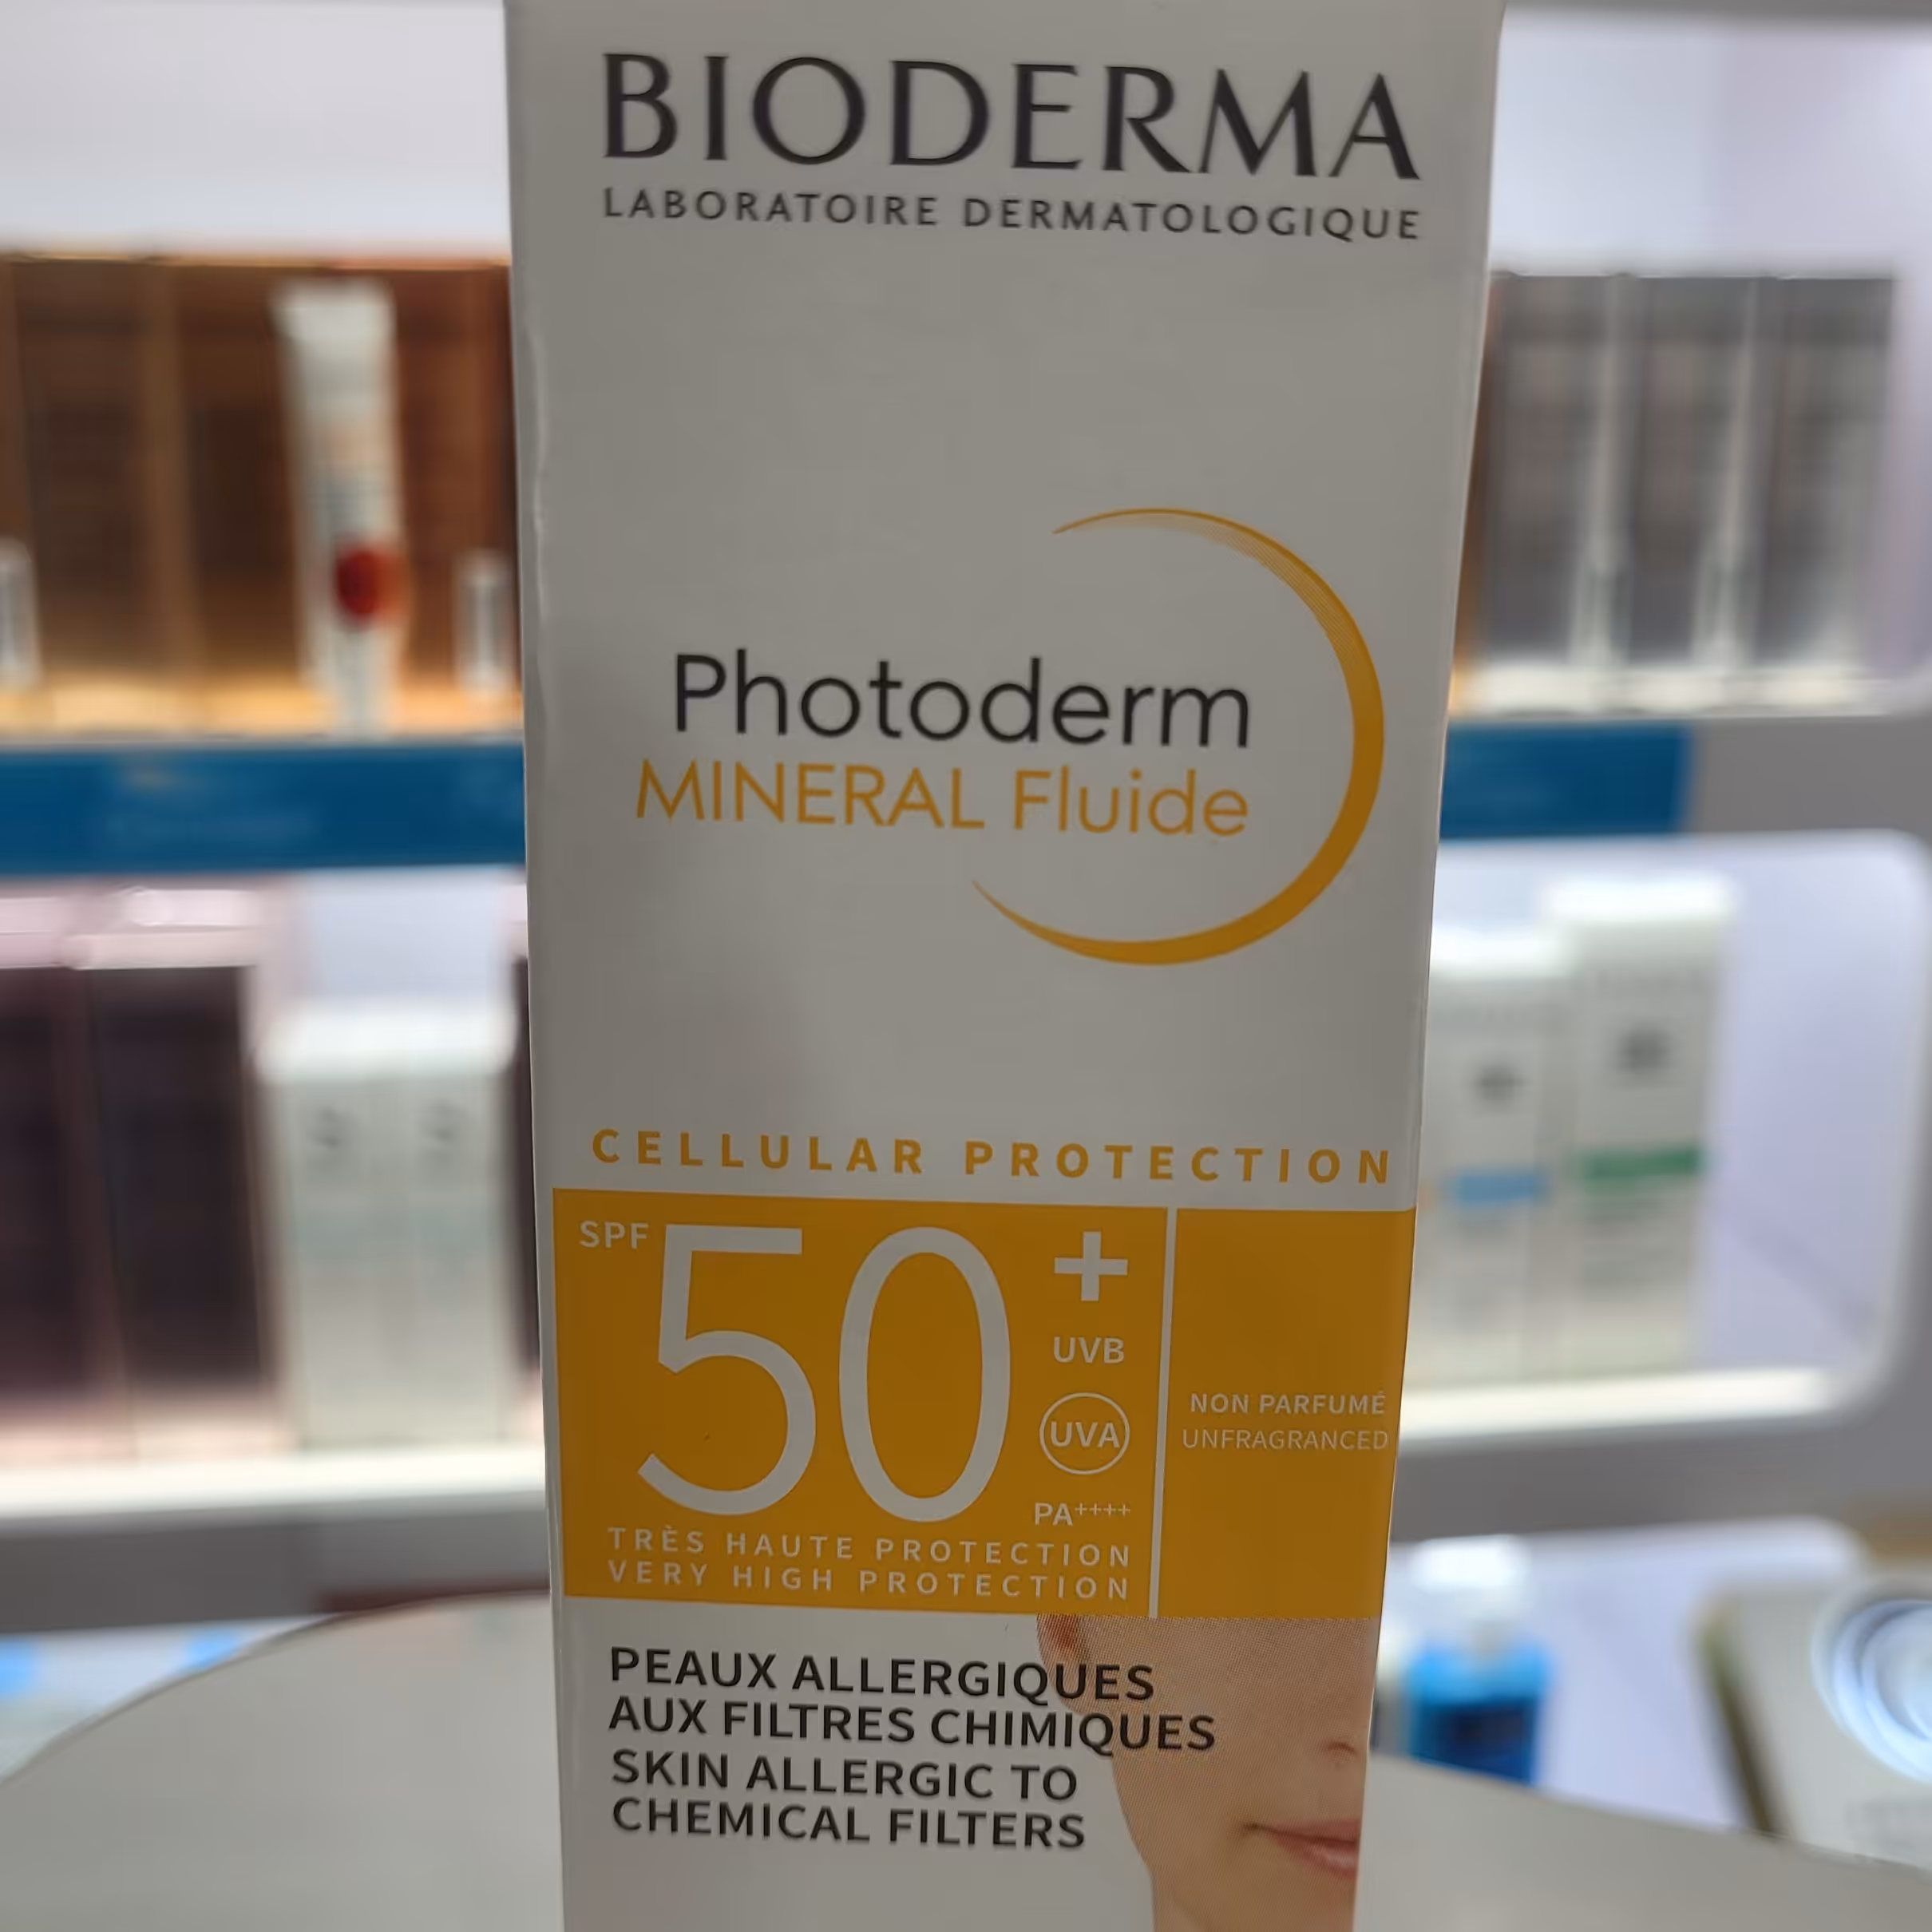 BIODERMA
LABORATOIRE DERMATOLOGIQUE
Photoderm
MINERAL Fluide
CELLULAR PROTECTION
SPF 50+
UVB
UVA
PA++++
NON PARFUMÉ
UNFRAGRANCED
TRÈS HAUTE PROTECTION
VERY HIGH PROTECTION
PEAUX ALLERGIQUES
AUX FILTRES CHIMIQUES
SKIN ALLERGIC TO
CHEMICAL FILTERS